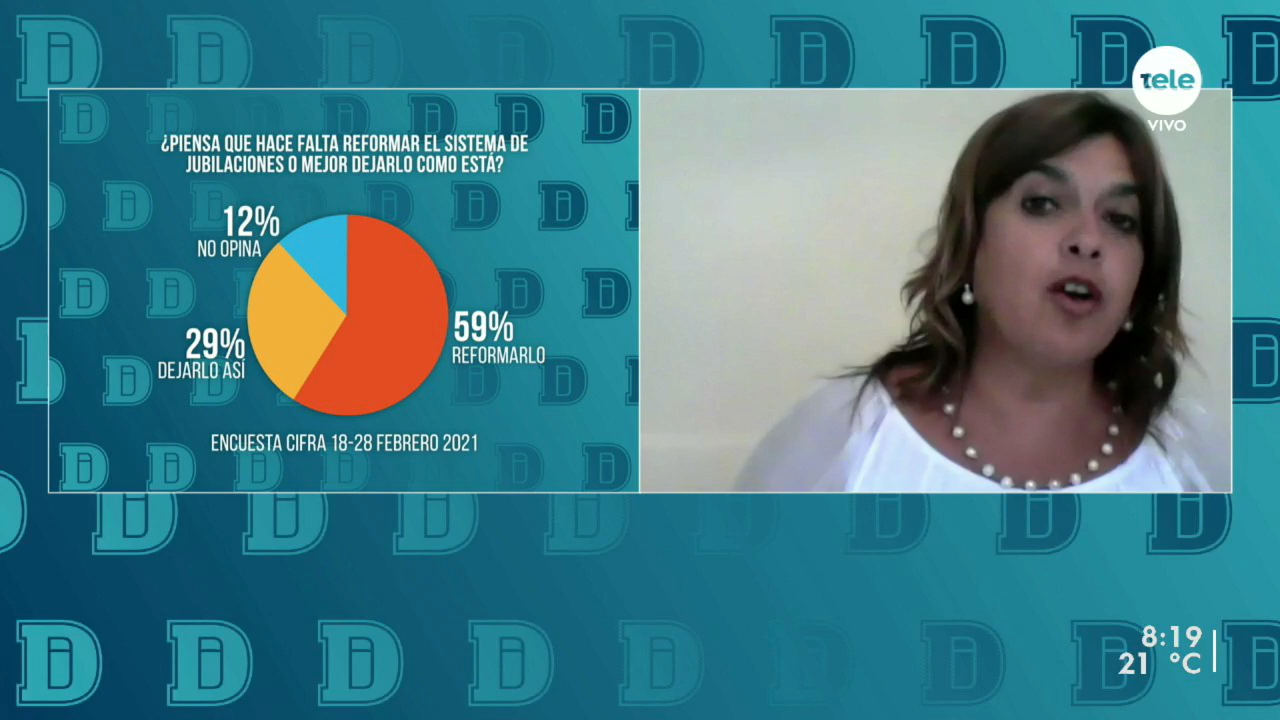 ¿PIENSA QUE HACE FALTA REFORMAR EL SISTEMA DE
JUBILACIONES O MEJOR DEJARLO COMO ESTÁ?
12%
NO OPINA
29%
DEJARLO ASÍ
59%
REFORMARLO
ENCUESTA CIFRA 18-28 FEBRERO 2021
tele
VIVO
8:19
21 °C